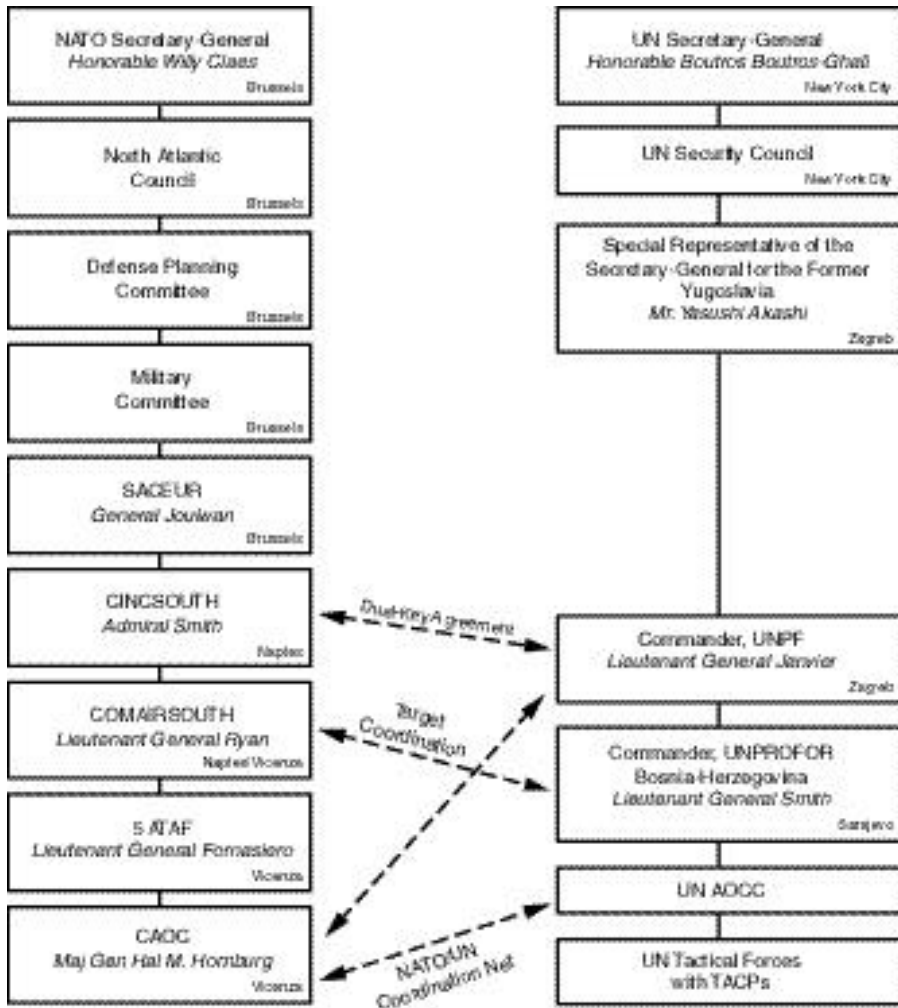 NATO Secretary-General
Honorable Willy Claes
Brussels
North Atlantic
Council
Brussels
Defense Planning
Committee
Brussels
Military
Committee
Brussels
SACEUR
General Joulwan
Brussels
CINCSOUTH
Admiral Smith
Naples
COMAIRSOUTH
Lieutenant General Ryan
Naples/Vicenza
5 ATAF
Lieutenant General Fornasiero
Vicenza
CAOC
Maj Gen Hal M. Hornburg
Vicenza
Dual-Key Agreement
Target
Coordination
NATO/UN
Coordination Net
UN Secretary-General
Honorable Boutros Boutros-Ghali
New York City
UN Security Council
New York City
Special Representative of the
Secretary-General for the Former
Yugoslavia
Mr. Yasushi Akashi
Zagreb
Commander, UNPF
Lieutenant General Janvier
Zagreb
Commander, UNPROFOR
Bosnia-Herzegovina
Lieutenant General Smith
Sarajevo
UN AOCC
UN Tactical Forces
with TACPs